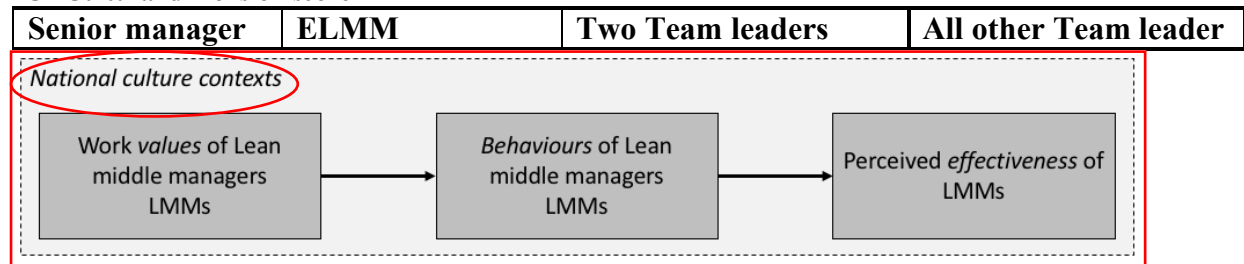 Senior manager ELMM Two Team leaders All other Team leader
National culture contexts
Work values of Lean
middle managers
LMMs
Behaviours of Lean
middle managers
LMMs
Perceived effectiveness of
LMMs